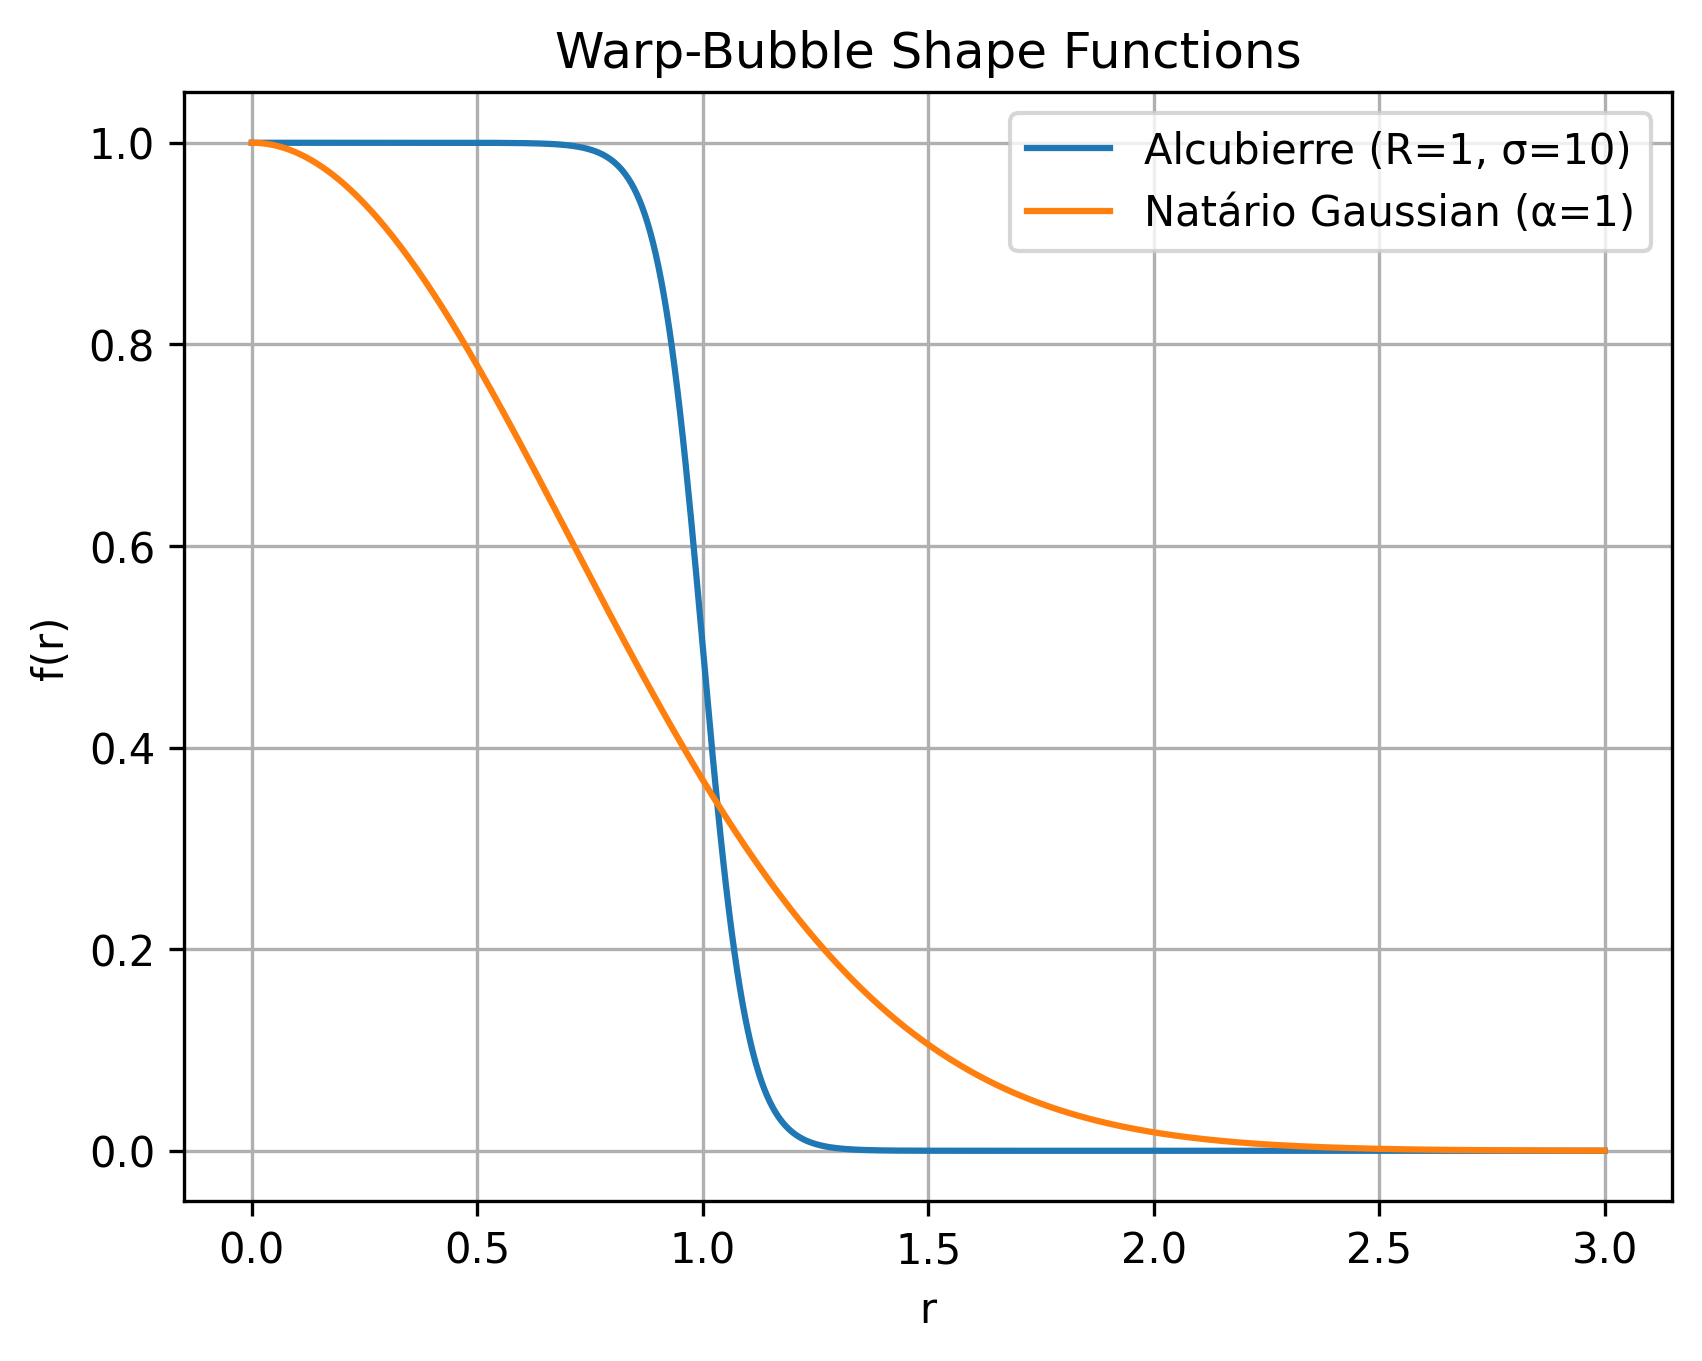 Warp-Bubble Shape Functions
Alcubierre (R=1, σ=10)
Natário Gaussian (α=1)
1.0
0.8
0.6
0.4
0.2
0.0
f(r)
0.0 0.5 1.0 1.5 2.0 2.5 3.0
r